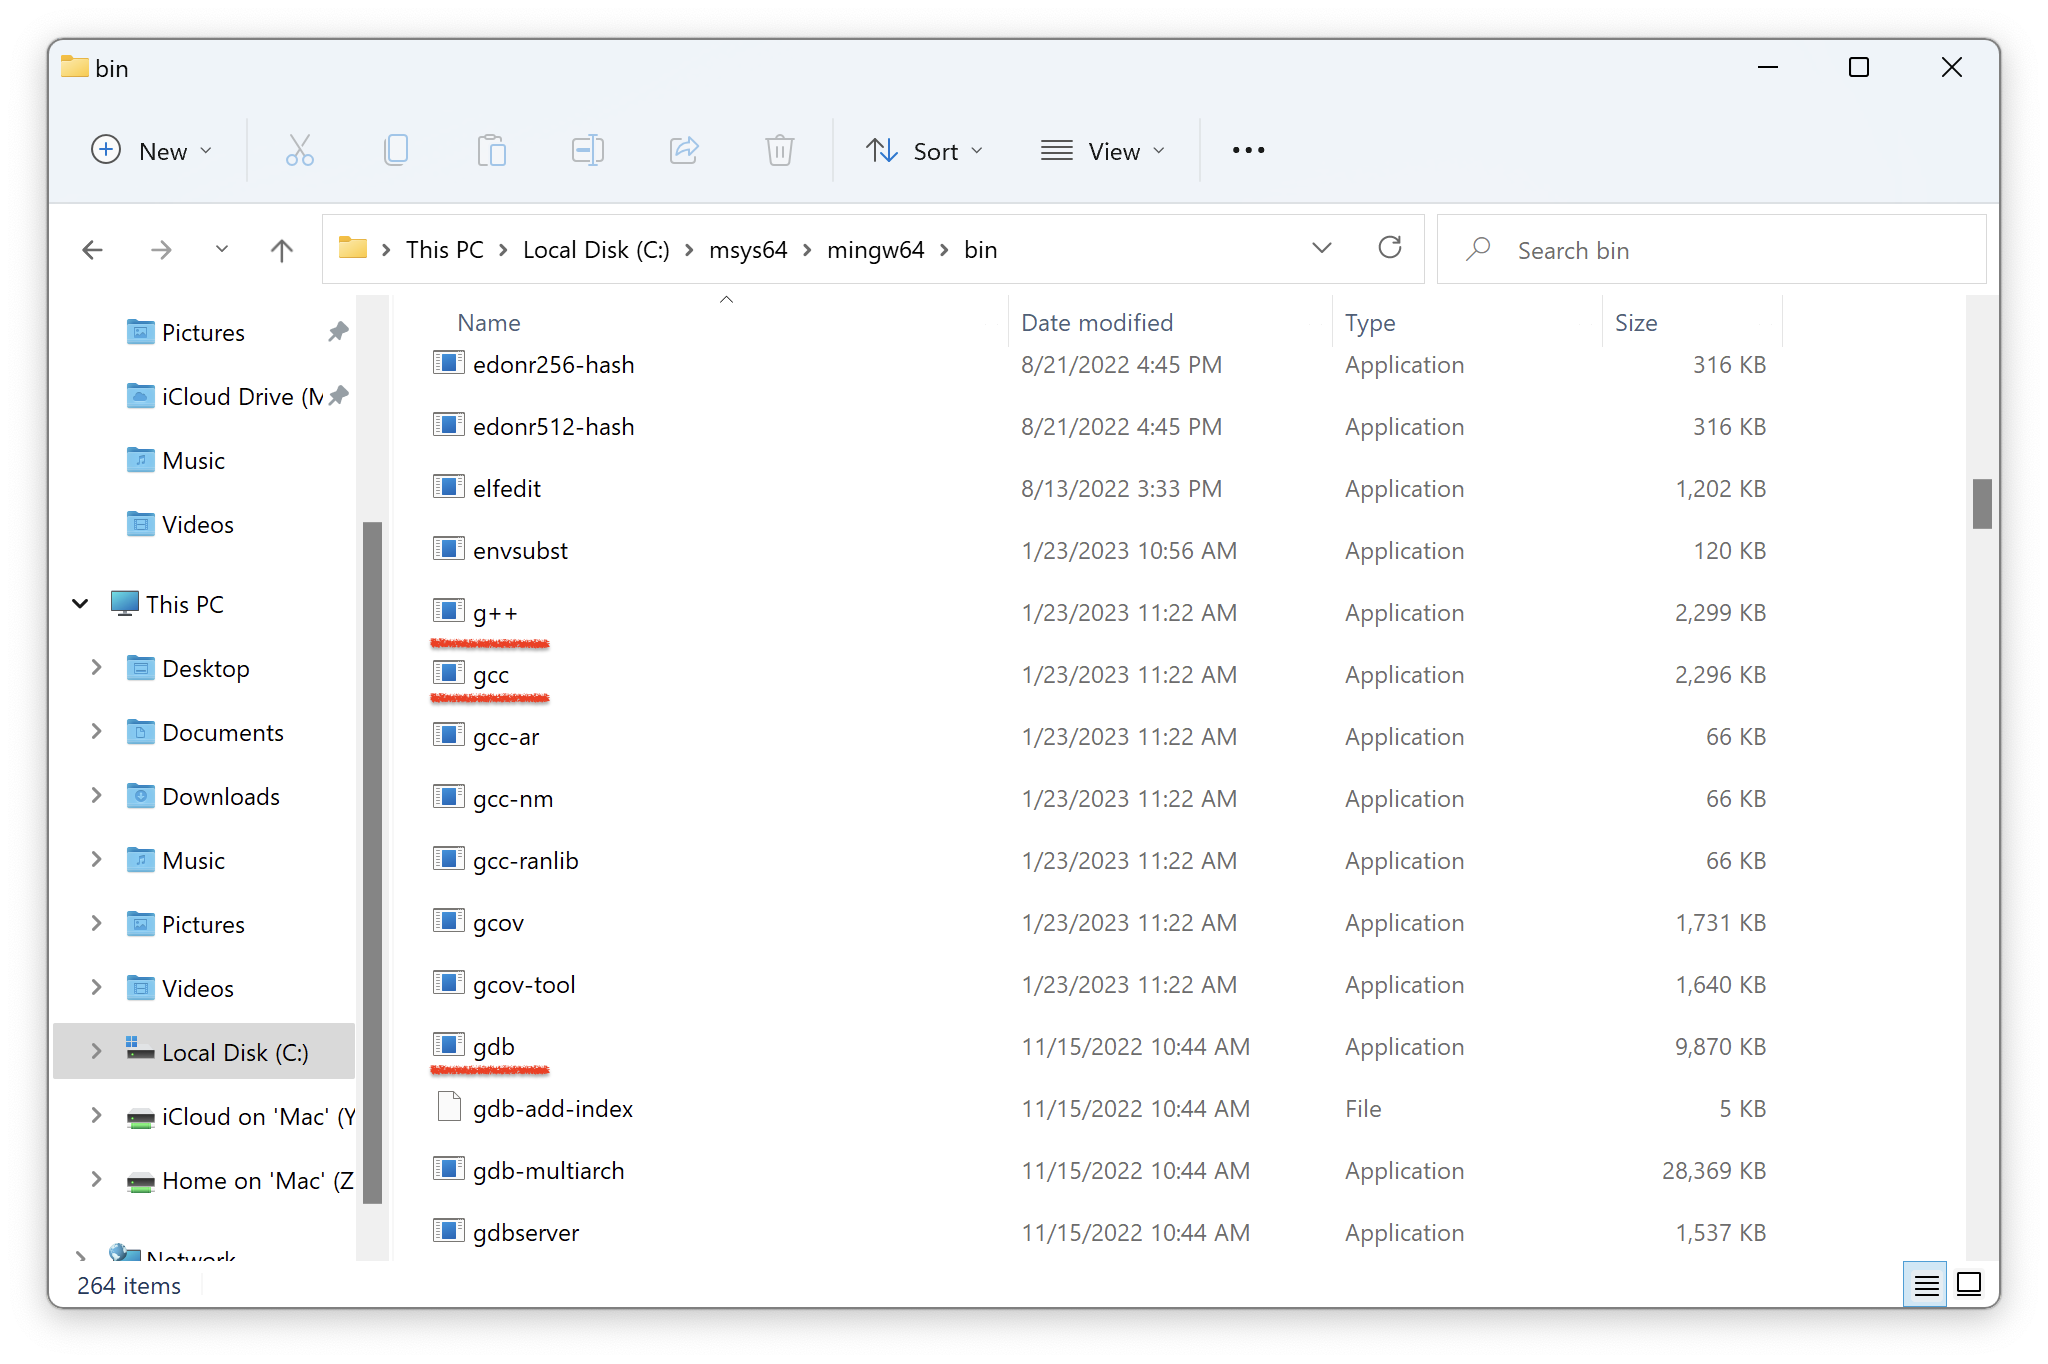 bin
New
Sort
View
This PC > Local Disk (C:) > msys64 > mingw64 > bin
Search bin
Pictures
iCloud Drive (M
Music
Videos
This PC
Desktop
Documents
Downloads
Music
Pictures
Videos
Local Disk (C:)
iCloud on 'Mac' (Y
Home on 'Mac' (Z
Network
Name Date modified Type Size
edonr256-hash 8/21/2022 4:45 PM Application 316 KB
edonr512-hash 8/21/2022 4:45 PM Application 316 KB
elfedit 8/13/2022 3:33 PM Application 1,202 KB
envsubst 1/23/2023 10:56 AM Application 120 KB
g++ 1/23/2023 11:22 AM Application 2,299 KB
gcc 1/23/2023 11:22 AM Application 2,296 KB
gcc-ar 1/23/2023 11:22 AM Application 66 KB
gcc-nm 1/23/2023 11:22 AM Application 66 KB
gcc-ranlib 1/23/2023 11:22 AM Application 66 KB
gcov 1/23/2023 11:22 AM Application 1,731 KB
gcov-tool 1/23/2023 11:22 AM Application 1,640 KB
gdb 11/15/2022 10:44 AM Application 9,870 KB
gdb-add-index 11/15/2022 10:44 AM File 5 KB
gdb-multiarch 11/15/2022 10:44 AM Application 28,369 KB
gdbserver 11/15/2022 10:44 AM Application 1,537 KB
264 items